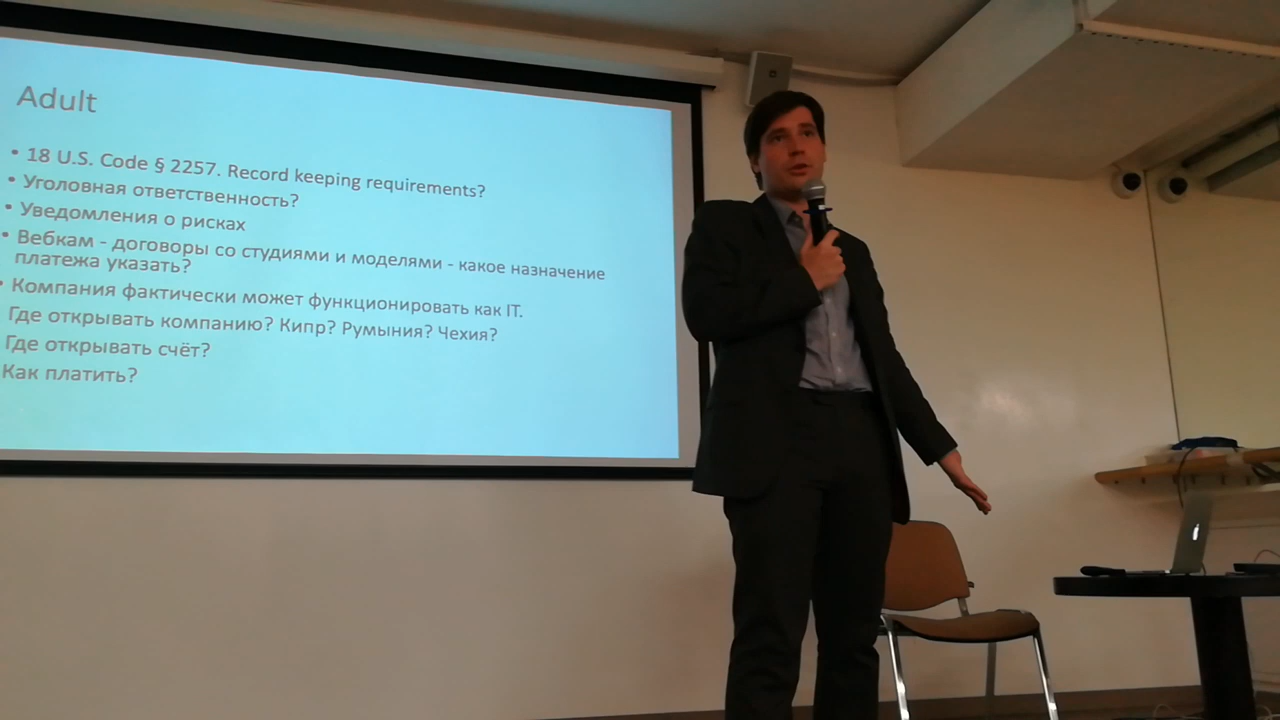 Adult
• 18 U.S. Code § 2257. Record keeping requirements?
• Уголовная ответственность?
• Уведомления о рисках
• Вебкам - договоры со студиями и моделями - какое назначение
платежа указать?
• Компания фактически может функционировать как IT.
Где открывать компанию? Кипр? Румыния? Чехия?
Где открывать счёт?
Как платить?